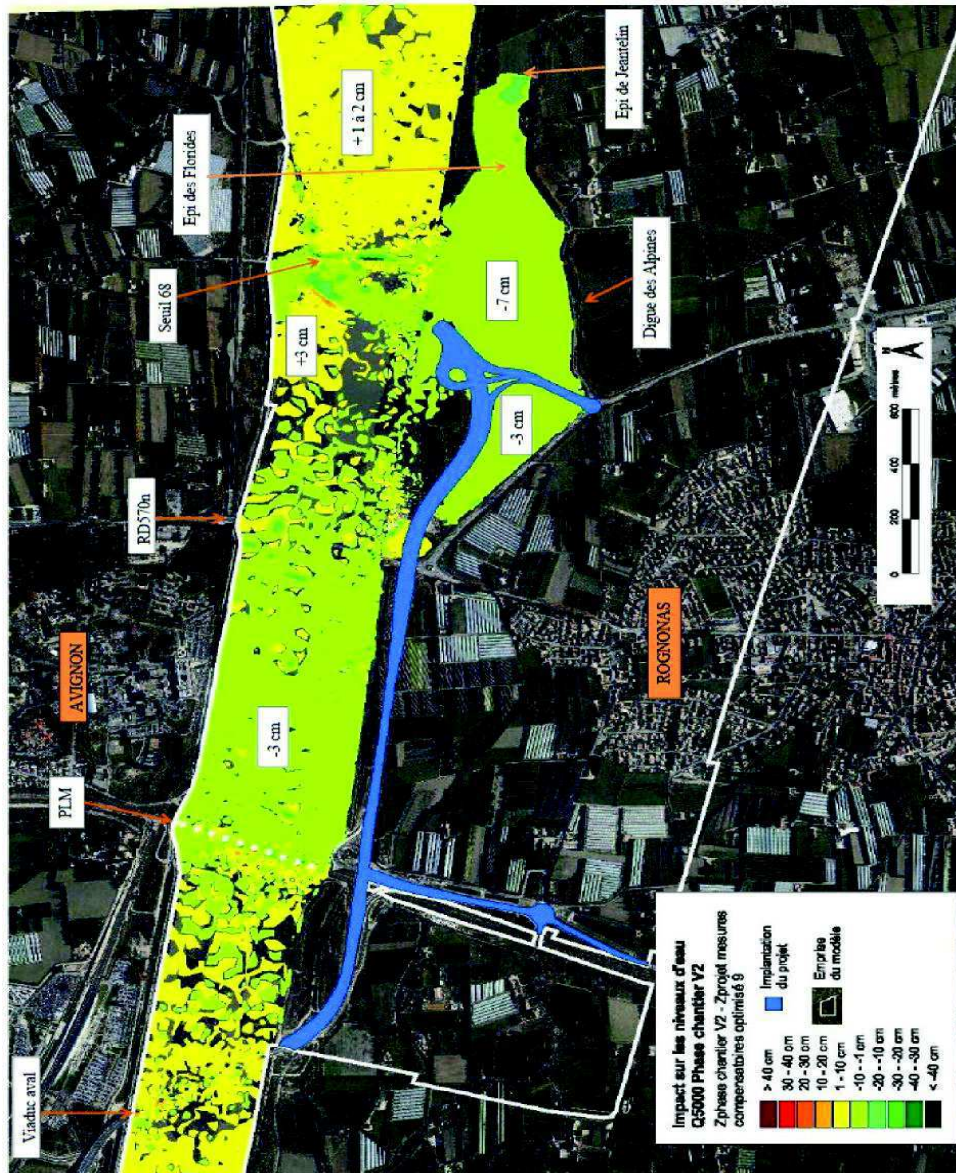 Viaduc aval
PLM
AVIGNON
RD570n
Seuil 68
Epi des Florides
+ 1 à 2 cm
+3 cm
-3 cm
-7 cm
-3 cm
Epi de Jeantelin
Digue des Alpines
ROGNONAS
Impact sur les niveaux d'eau
Q5000 Phase chantier V2
Zphase chantier V2 - Zprojet mesures
compensatoires optimisé 9
> 40 cm
30 - 40 cm
20 - 30 cm
10 - 20 cm
1 - 10 cm
-10 - -1 cm
-20 - -10 cm
-30 - -20 cm
-40 - -30 cm
< -40 cm
Implantation
du projet
Emprise
du modèle
0 200 400 600 mètres